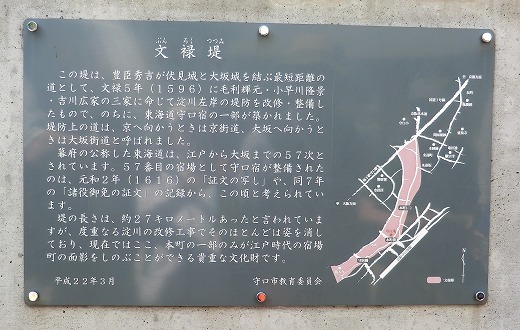 ぶん ろく つつみ
文禄堤
この堤は、豊臣秀吉が伏見城と大坂城を結ぶ最短距離の
道として、文禄5年(1596)に毛利輝元・小早川隆景
・吉川広家の三家に命じて淀川左岸の堤防を改修・整備し
たもので、のちに、東海道守口宿の一部が築かれました。
堤防上の道は、京へ向かうときは京街道、大坂へ向かうと
きは大坂街道と呼ばれました。
幕府の公称した東海道は、江戸から大坂までの57次と
されています。57番目の宿場として守口宿が整備された
のは、元和2年(1616)の「証文の写し」や、同7年
の「諸役御免の証文」の記録から、この頃と考えられてい
ます。
堤の長さは、約27キロメートルあったと言われていま
すが、度重なる淀川の改修工事でそのほとんどは姿を消し
ており、現在ではここ、本町の一部のみが江戸時代の宿場
町の面影をしのぶことができる貴重な文化財です。
平成22年3月 守口市教育委員会